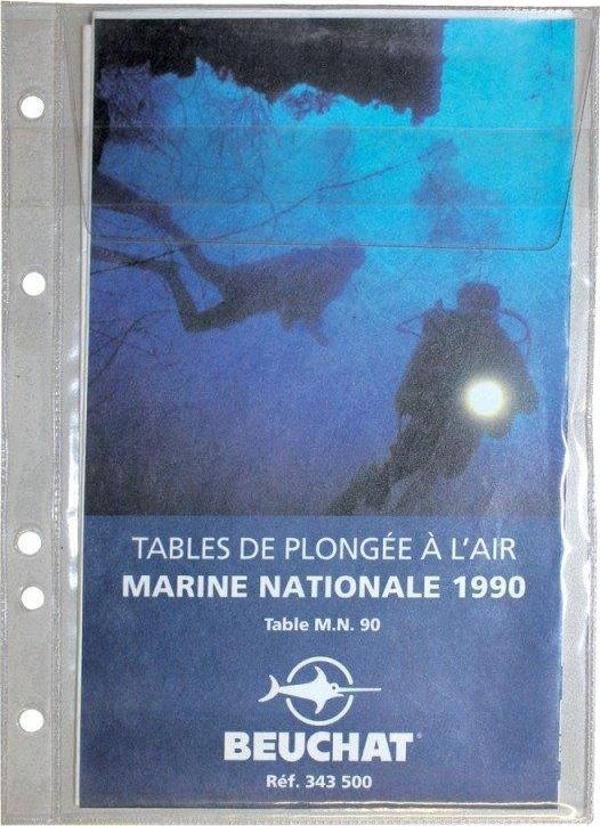 TABLES DE PLONGÉE À L'AIR
MARINE NATIONALE 1990
Table M.N. 90
BEUCHAT®
Réf. 343 500